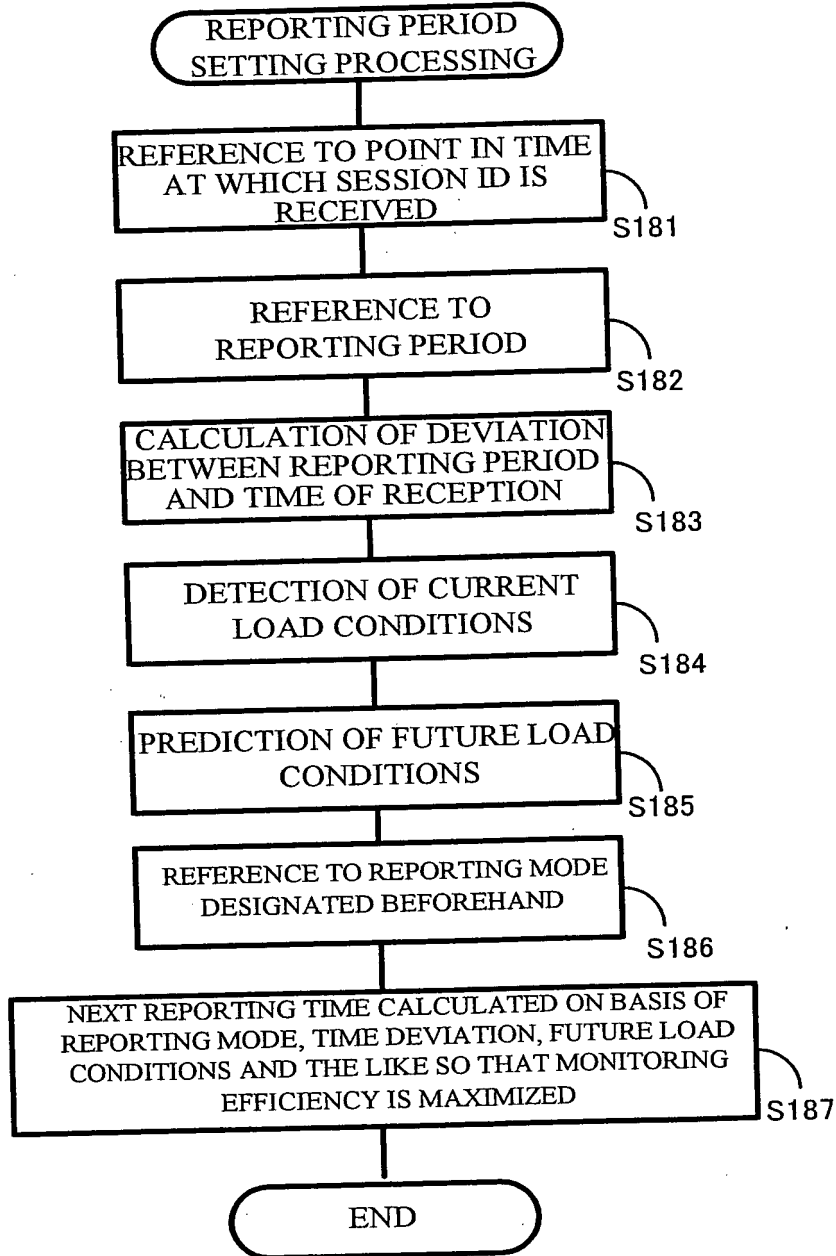 REPORTING PERIOD
SETTING PROCESSING
REFERENCE TO POINT IN TIME
AT WHICH SESSION ID IS
RECEIVED
S181
REFERENCE TO
REPORTING PERIOD
S182
CALCULATION OF DEVIATION
BETWEEN REPORTING PERIOD
AND TIME OF RECEPTION
S183
DETECTION OF CURRENT
LOAD CONDITIONS
S184
PREDICTION OF FUTURE LOAD
CONDITIONS
S185
REFERENCE TO REPORTING MODE
DESIGNATED BEFOREHAND
S186
NEXT REPORTING TIME CALCULATED ON BASIS OF
REPORTING MODE, TIME DEVIATION, FUTURE LOAD
CONDITIONS AND THE LIKE SO THAT MONITORING
EFFICIENCY IS MAXIMIZED
S187
END